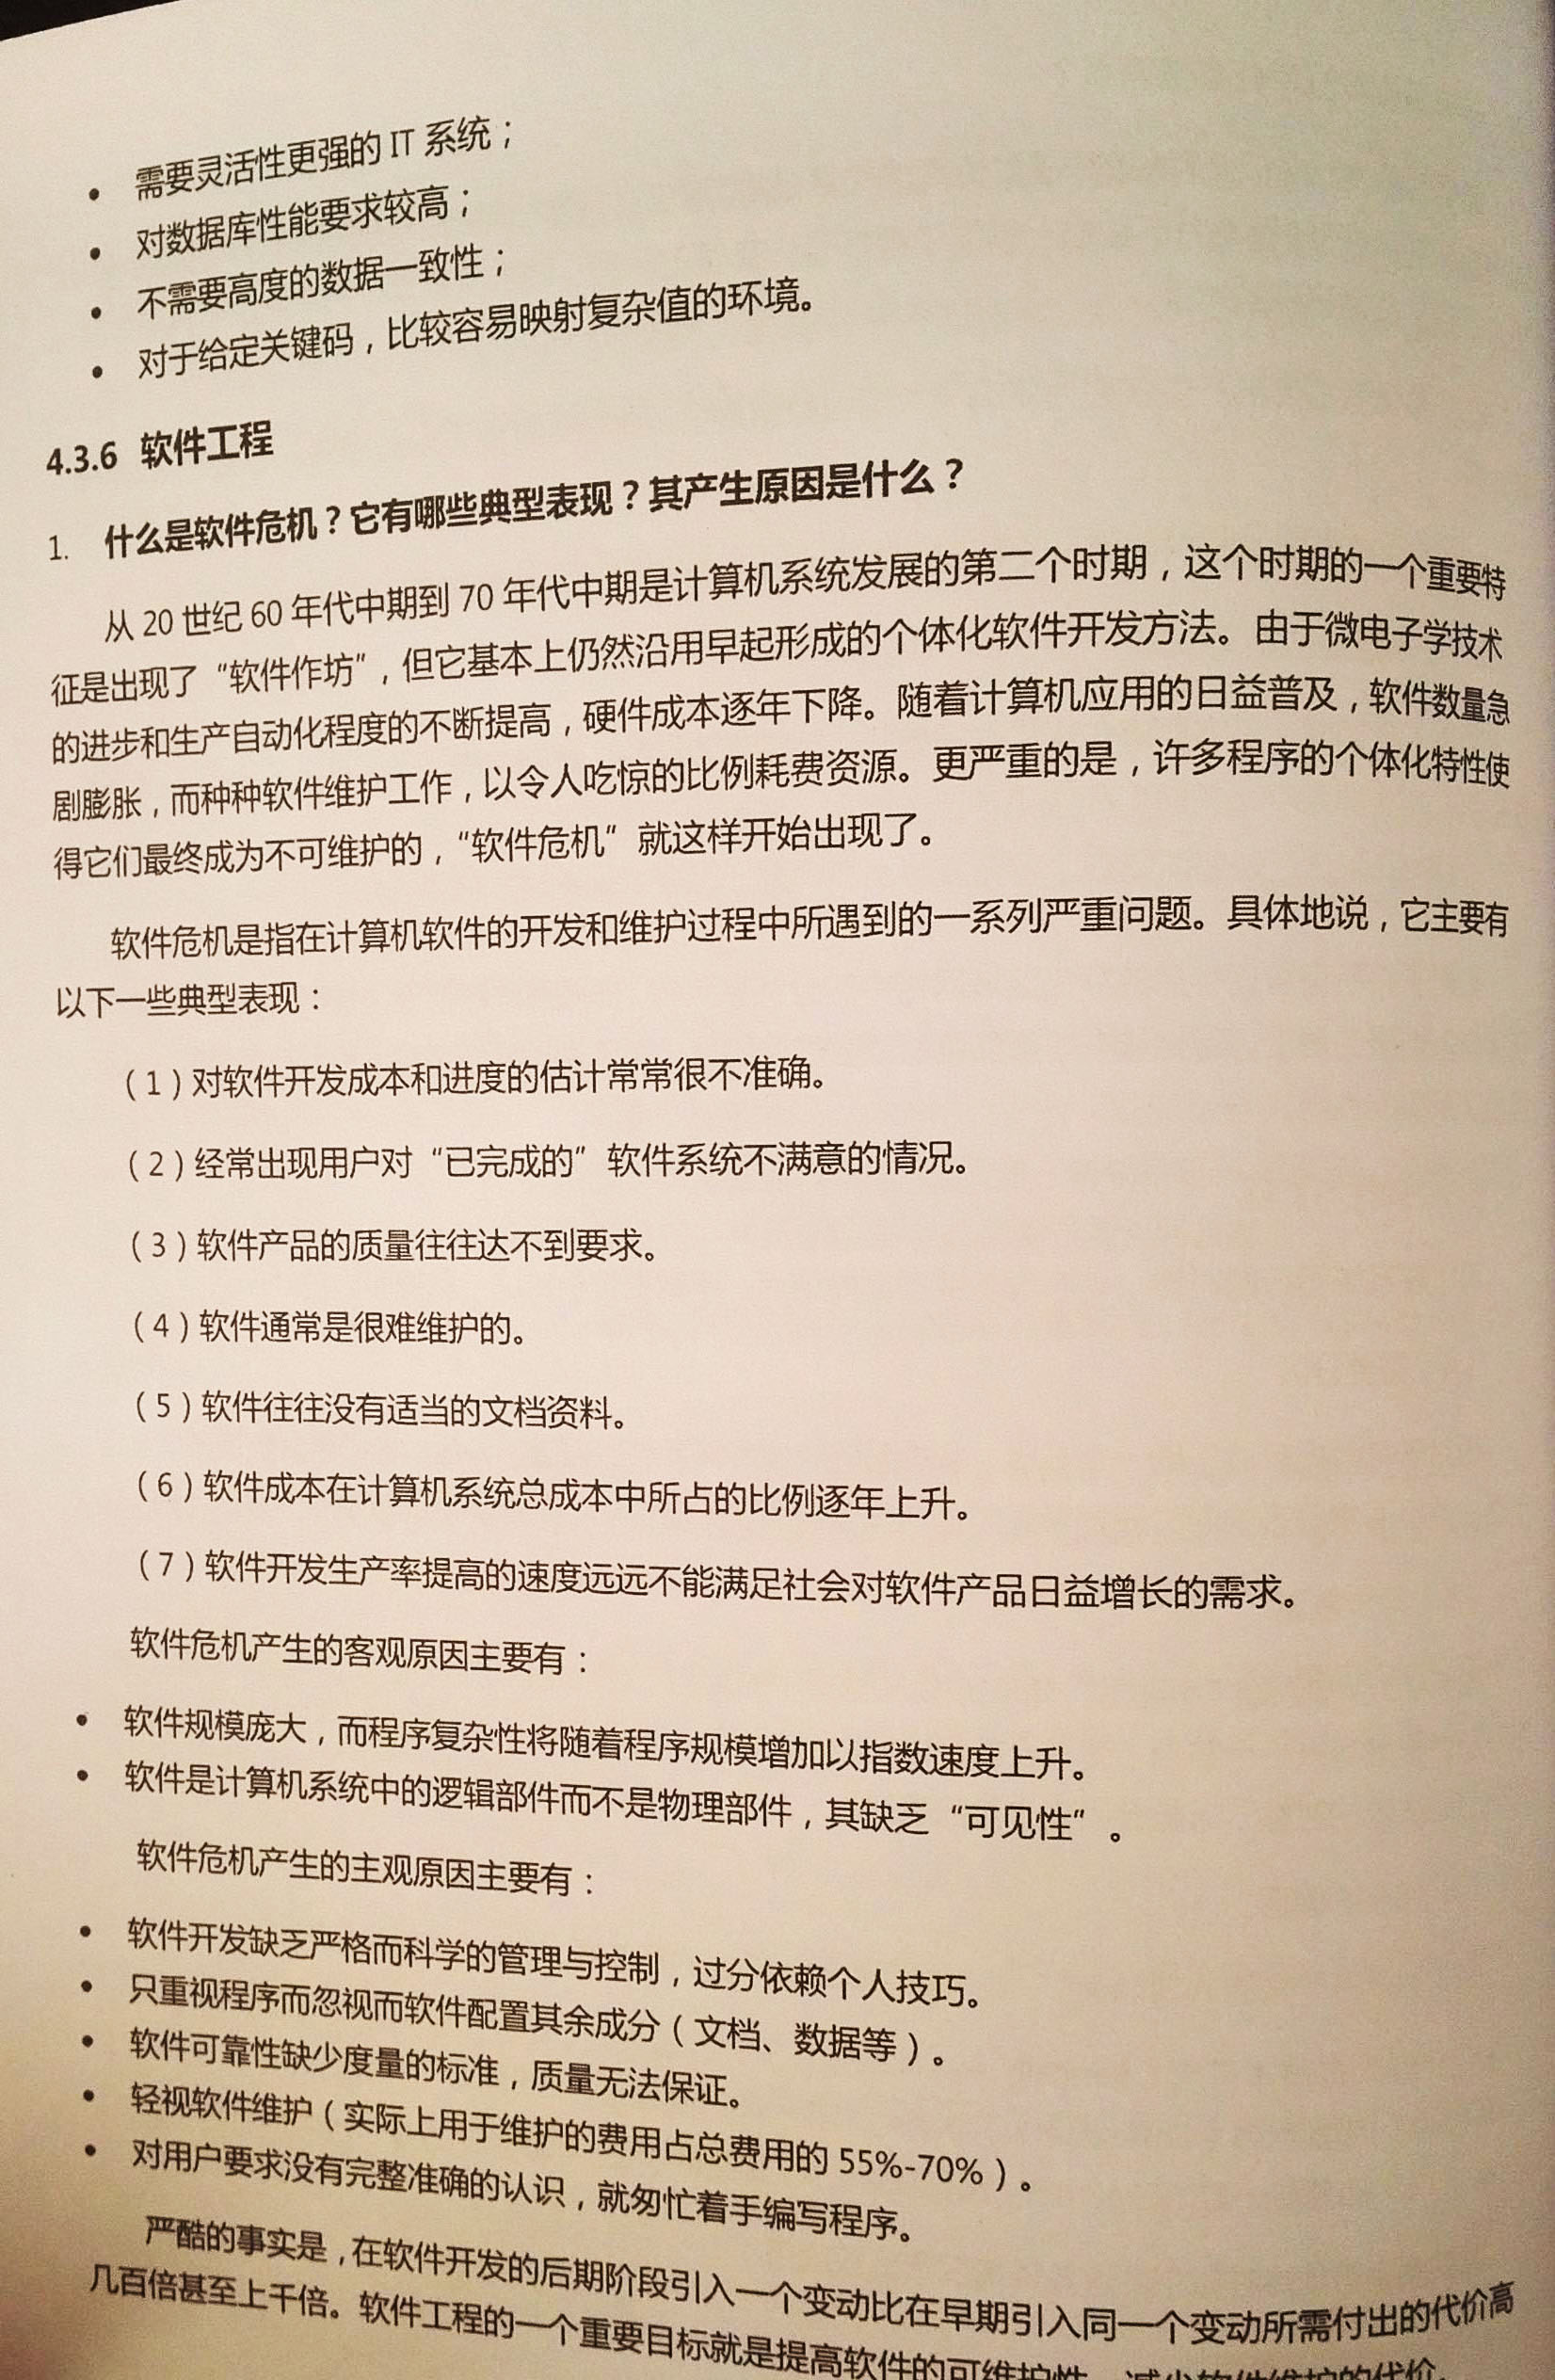 • 需要灵活性更强的 IT 系统；
• 对数据库性能要求较高；
• 不需要高度的数据一致性；
• 对于给定关键码，比较容易映射复杂值的环境。
4.3.6 软件工程
1. 什么是软件危机？它有哪些典型表现？其产生原因是什么？
从 20 世纪 60 年代中期到 70 年代中期是计算机系统发展的第二个时期，这个时期的一个重要特
征是出现了“软件作坊”，但它基本上仍然沿用早起形成的个体化软件开发方法。由于微电子学技术
的进步和生产自动化程度的不断提高，硬件成本逐年下降。随着计算机应用的日益普及，软件数量急
剧膨胀，而种种软件维护工作，以令人吃惊的比例耗费资源。更严重的是，许多程序的个体化特性使
得它们最终成为不可维护的，“软件危机”就这样开始出现了。
软件危机是指在计算机软件的开发和维护过程中所遇到的一系列严重问题。具体地说，它主要有
以下一些典型表现：
（1）对软件开发成本和进度的估计常常很不准确。
（2）经常出现用户对“已完成的”软件系统不满意的情况。
（3）软件产品的质量往往达不到要求。
（4）软件通常是很难维护的。
（5）软件往往没有适当的文档资料。
（6）软件成本在计算机系统总成本中所占的比例逐年上升。
（7）软件开发生产率提高的速度远远不能满足社会对软件产品日益增长的需求。
软件危机产生的客观原因主要有：
• 软件规模庞大，而程序复杂性将随着程序规模增加以指数速度上升。
• 软件是计算机系统中的逻辑部件而不是物理部件，其缺乏“可见性”。
软件危机产生的主观原因主要有：
• 软件开发缺乏严格而科学的管理与控制，过分依赖个人技巧。
• 只重视程序而忽视而软件配置其余成分（文档、数据等）。
• 软件可靠性缺少度量的标准，质量无法保证。
• 轻视软件维护（实际上用于维护的费用占总费用的 55%-70%）。
• 对用户要求没有完整准确的认识，就匆忙着手编写程序。
严酷的事实是，在软件开发的后期阶段引入一个变动比在早期引入同一个变动所需付出的代价高
几百倍甚至上千倍。软件工程的一个重要目标就是提高软件的可维护性，减少软件维护的代价。